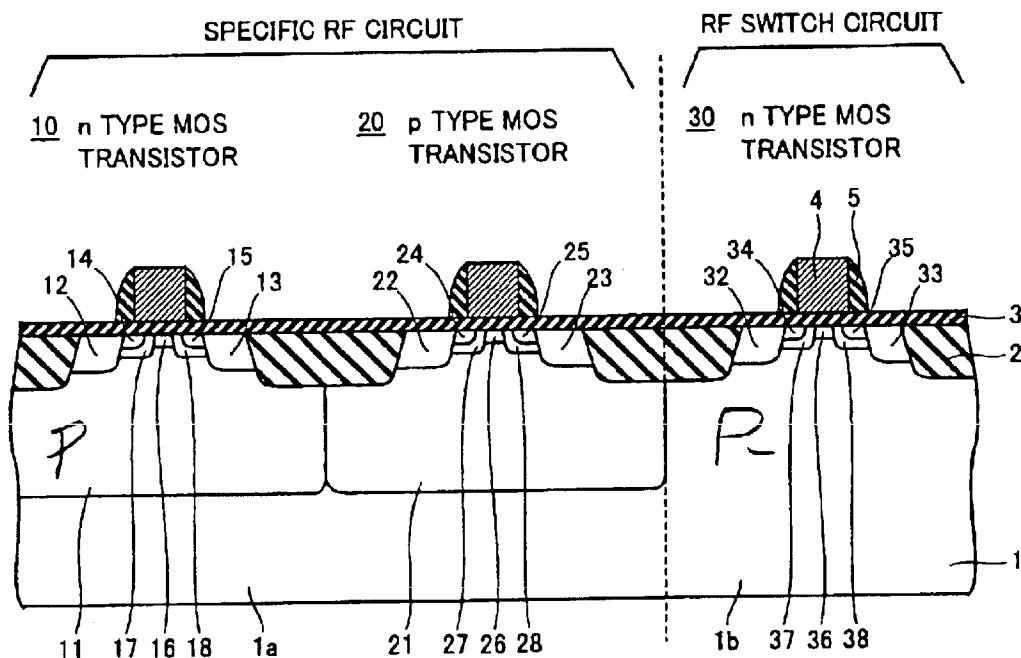 SPECIFIC RF CIRCUIT
RF SWITCH CIRCUIT
10 n TYPE MOS
TRANSISTOR
20 p TYPE MOS
TRANSISTOR
30 n TYPE MOS
TRANSISTOR
4
5
12
14
15
13
22
24
25
23
32
34
35
33
3
2
P
P-
1
11
17
16
18
1a
21
27
26
28
1b
37
36
38